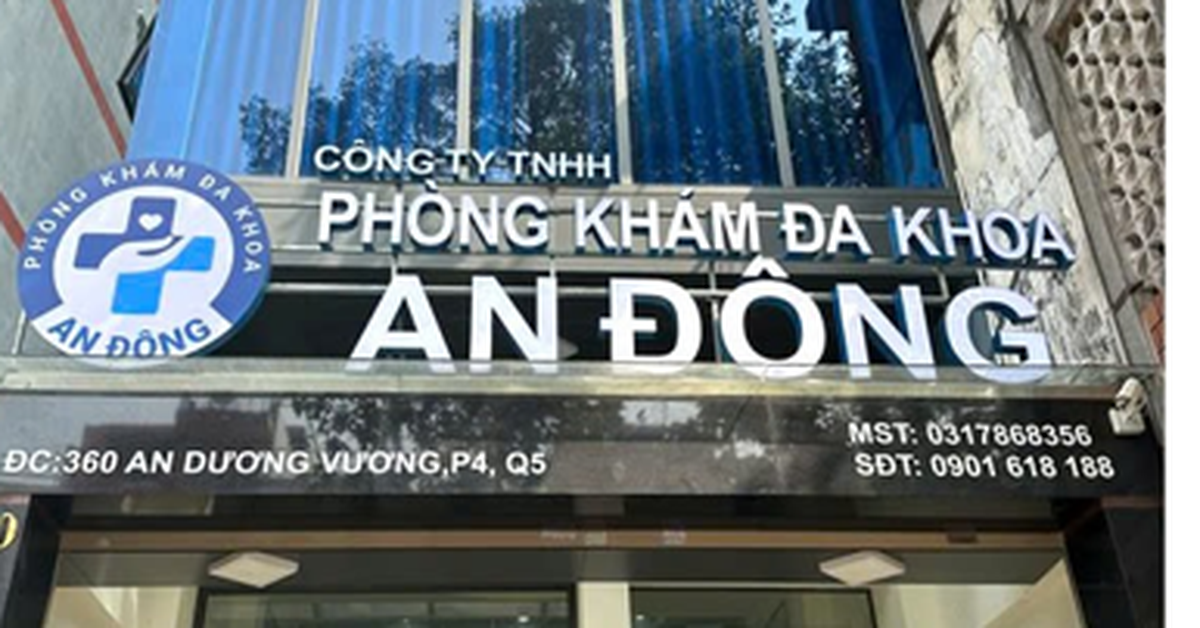 CÔNG TY TNHH
PHÒNG KHÁM ĐA KHOA
AN ĐÔNG
PHÒNG KHÁM ĐA KHOA
AN ĐÔNG
MST: 0317868356
ĐC:360 AN DƯƠNG VƯƠNG,P4, Q5
SĐT: 0901 618 188